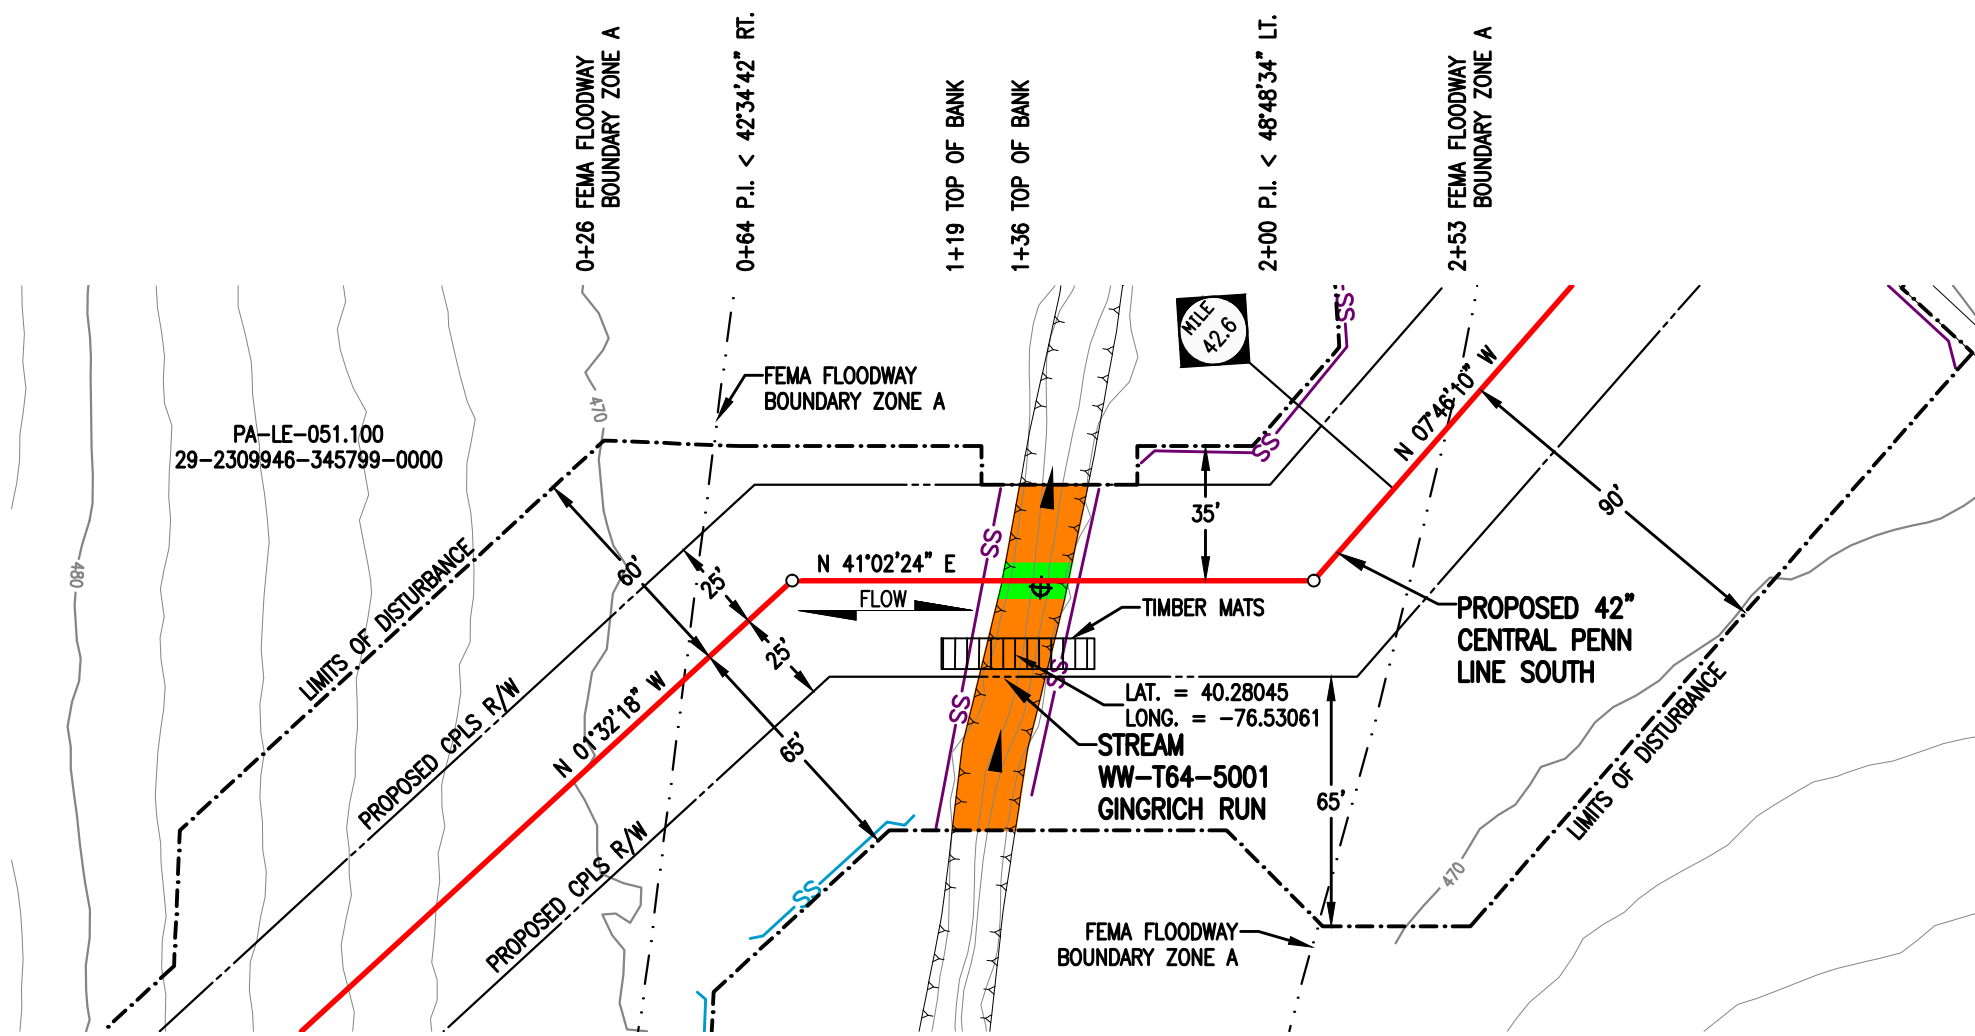 0+26 FEMA FLOODWAY
BOUNDARY ZONE A
0+64 P.I. < 42°34'42" RT.
1+19 TOP OF BANK
1+36 TOP OF BANK
2+00 P.I. < 48°48'34" LT.
2+53 FEMA FLOODWAY
BOUNDARY ZONE A
SS
MILE
42.6
FEMA FLOODWAY
BOUNDARY ZONE A
N 07°46'10" W
470
PA-LE-051.100
29-2309946-345799-0000
SS
90'
35'
SS
480
LIMITS OF DISTURBANCE
60'
25'
N 41°02'24" E
FLOW
TIMBER MATS
PROPOSED 42"
CENTRAL PENN
LINE SOUTH
25'
SS
SS
LAT. = 40.28045
LONG. = -76.53061
N 01°32'18" W
PROPOSED CPLS R/W
65'
STREAM
WW-T64-5001
GINGRICH RUN
65'
LIMITS OF DISTURBANCE
470
SS
PROPOSED CPLS R/W
FEMA FLOODWAY
BOUNDARY ZONE A